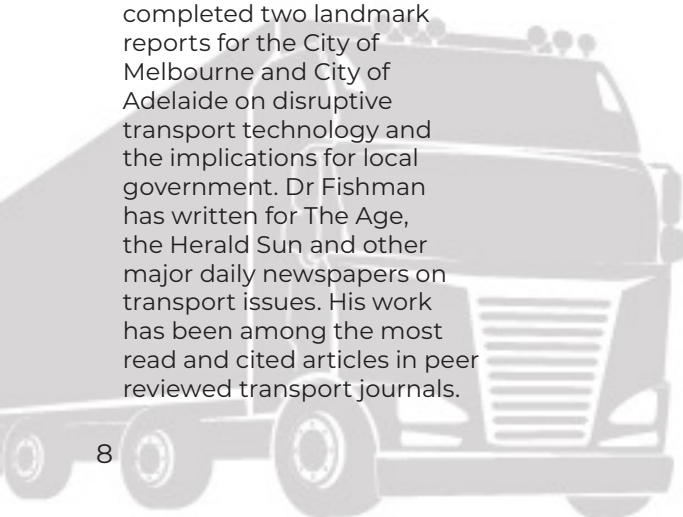 completed two landmark
reports for the City of
Melbourne and City of
Adelaide on disruptive
transport technology and
the implications for local
government. Dr Fishman
has written for The Age,
the Herald Sun and other
major daily newspapers on
transport issues. His work
has been among the most
read and cited articles in peer
reviewed transport journals.
8